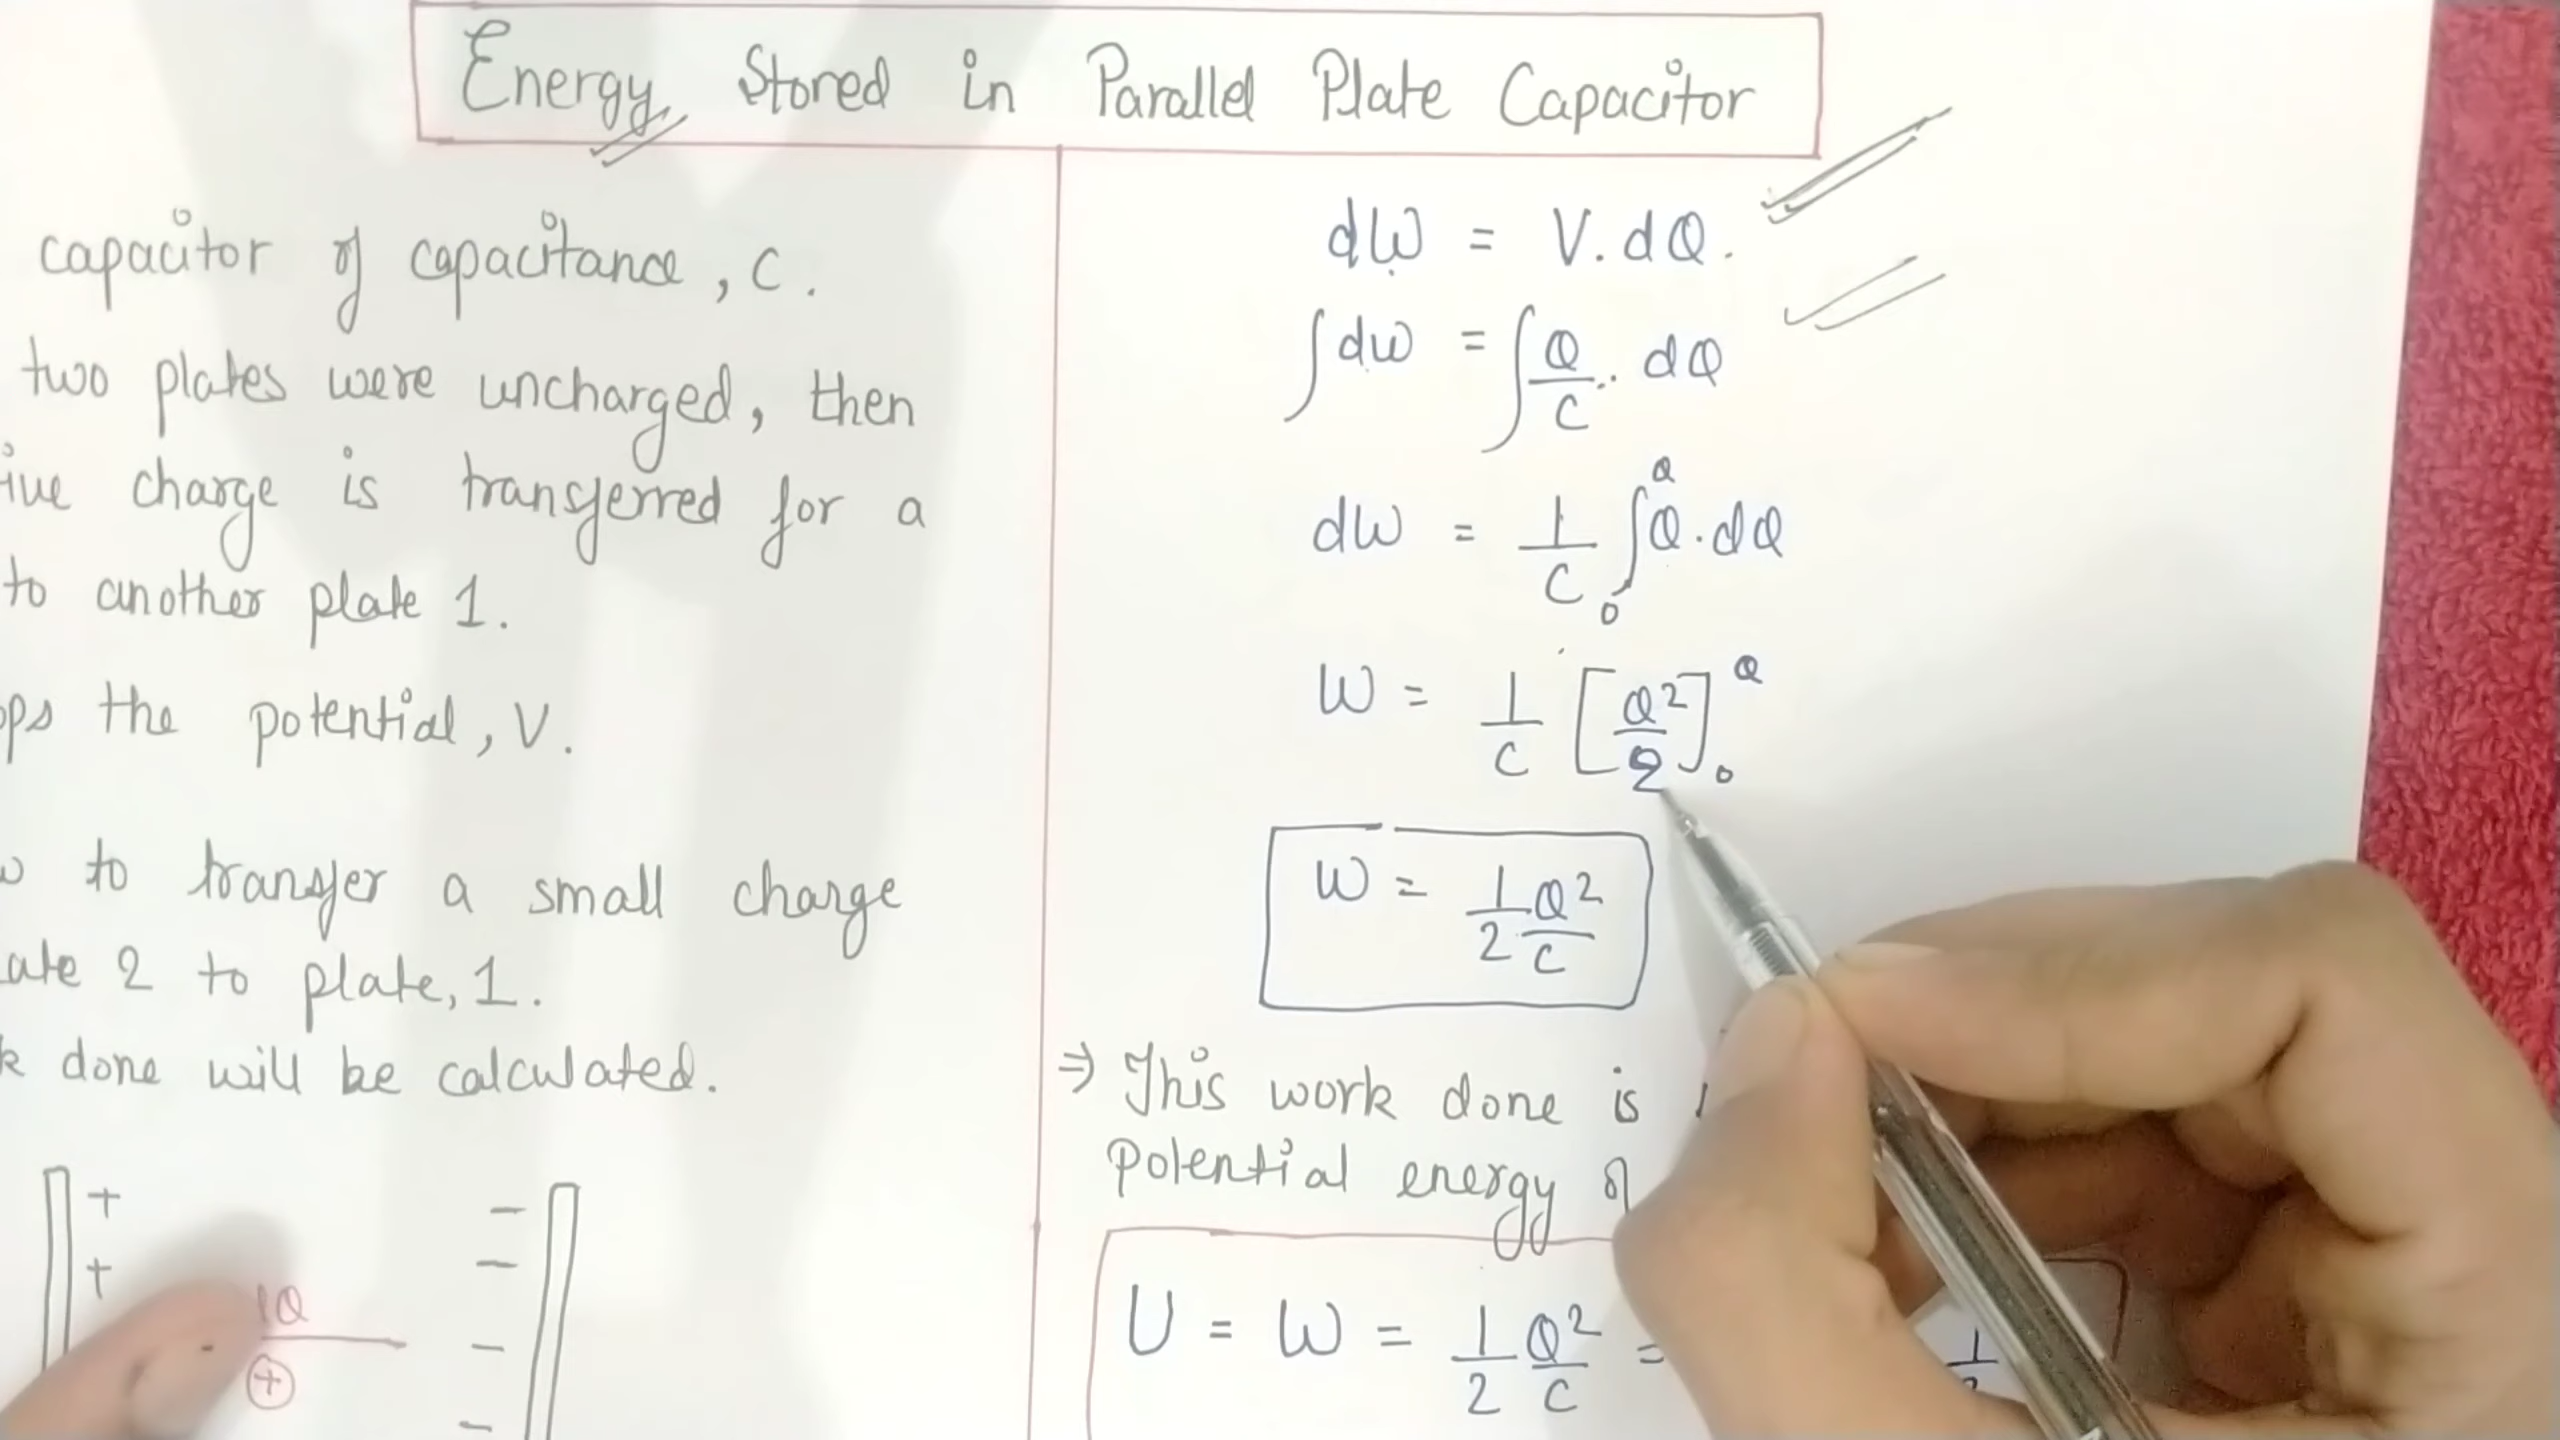 Energy Stored in Parallel Plate Capacitor
capacitor of capacitance, C.
two plates were uncharged, then
charge is transferred for a
to another plate 1.
the potential, V.
to transfer a small charge
2 to plate, 1.
done will be calculated.
+ -
+ -
-
+
-
dW = V. dQ.
∫dW = ∫Q/C . dQ
dW = 1/C ∫₀^Q Q.dQ
W = 1/C [Q²/2]₀^Q
W = 1/2 Q²/C
⇒ This work done is
potential energy of
U = W = 1/2 Q²/C =